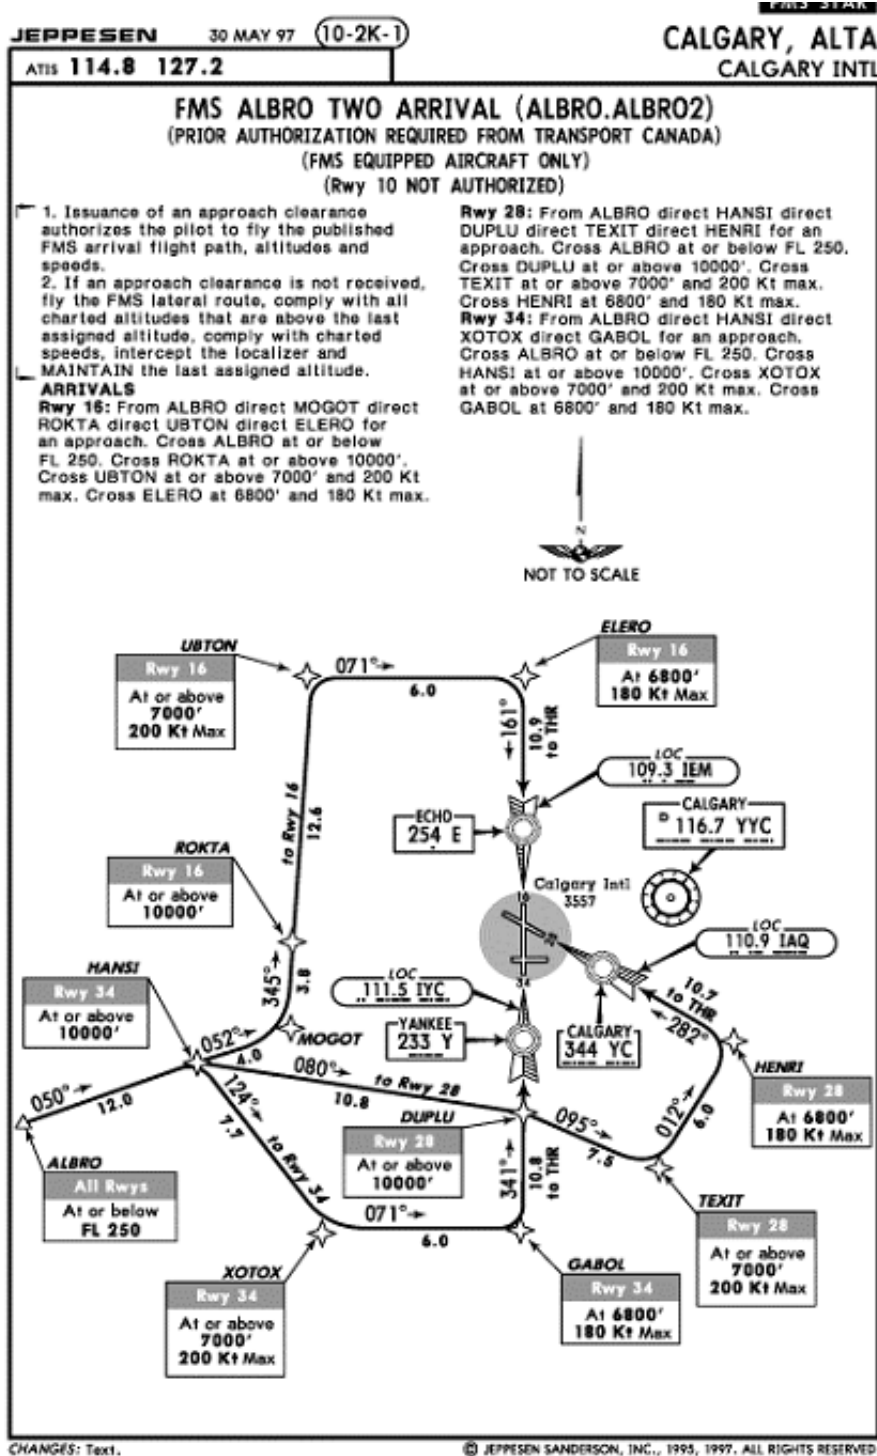 FMS STAR
JEPPESEN 30 MAY 97 10-2K-1
CALGARY, ALTA
ATIS 114.8 127.2
CALGARY INTL
FMS ALBRO TWO ARRIVAL (ALBRO.ALBRO2)
(PRIOR AUTHORIZATION REQUIRED FROM TRANSPORT CANADA)
(FMS EQUIPPED AIRCRAFT ONLY)
(Rwy 10 NOT AUTHORIZED)
1. Issuance of an approach clearance
authorizes the pilot to fly the published
FMS arrival flight path, altitudes and
speeds.
2. If an approach clearance is not received,
fly the FMS lateral route, comply with all
charted altitudes that are above the last
assigned altitude, comply with charted
speeds, intercept the localizer and
MAINTAIN the last assigned altitude.
ARRIVALS
Rwy 16: From ALBRO direct MOGOT direct
ROKTA direct UBTON direct ELERO for
an approach. Cross ALBRO at or below
FL 250. Cross ROKTA at or above 10000'.
Cross UBTON at or above 7000' and 200 Kt
max. Cross ELERO at 6800' and 180 Kt max.
Rwy 28: From ALBRO direct HANSI direct
DUPLU direct TEXIT direct HENRI for an
approach. Cross ALBRO at or below FL 250.
Cross DUPLU at or above 10000'. Cross
TEXIT at or above 7000' and 200 Kt max.
Cross HENRI at 6800' and 180 Kt max.
Rwy 34: From ALBRO direct HANSI direct
XOTOX direct GABOL for an approach.
Cross ALBRO at or below FL 250. Cross
HANSI at or above 10000'. Cross XOTOX
at or above 7000' and 200 Kt max. Cross
GABOL at 6800' and 180 Kt max.
N
NOT TO SCALE
UBTON
Rwy 16
At or above
7000'
200 Kt Max
071°
6.0
ELERO
Rwy 16
At 6800'
180 Kt Max
161°
10.9
to THR
LOC
109.3 IEM
ECHO
254 E
CALGARY
D 116.7 YYC
to Rwy 16
12.6
ROKTA
Rwy 16
At or above
10000'
Calgary Intl
3557
16
28
34
LOC
110.9 IAQ
345°
3.8
HANSI
Rwy 34
At or above
10000'
LOC
111.5 IYC
10.7
to THR
282°
052°
4.0
MOGOT
YANKEE
233 Y
CALGARY
344 YC
HENRI
Rwy 28
At 6800'
180 Kt Max
050°
12.0
080°
to Rwy 28
10.8
124°
7.7
to Rwy 34
DUPLU
Rwy 28
At or above
10000'
095°
7.5
012°
6.0
ALBRO
All Rwys
At or below
FL 250
341°
10.8
to THR
TEXIT
Rwy 28
At or above
7000'
200 Kt Max
071°
6.0
XOTOX
Rwy 34
At or above
7000'
200 Kt Max
GABOL
Rwy 34
At 6800'
180 Kt Max
CHANGES: Text.
© JEPPESEN SANDERSON, INC., 1995, 1997. ALL RIGHTS RESERVED